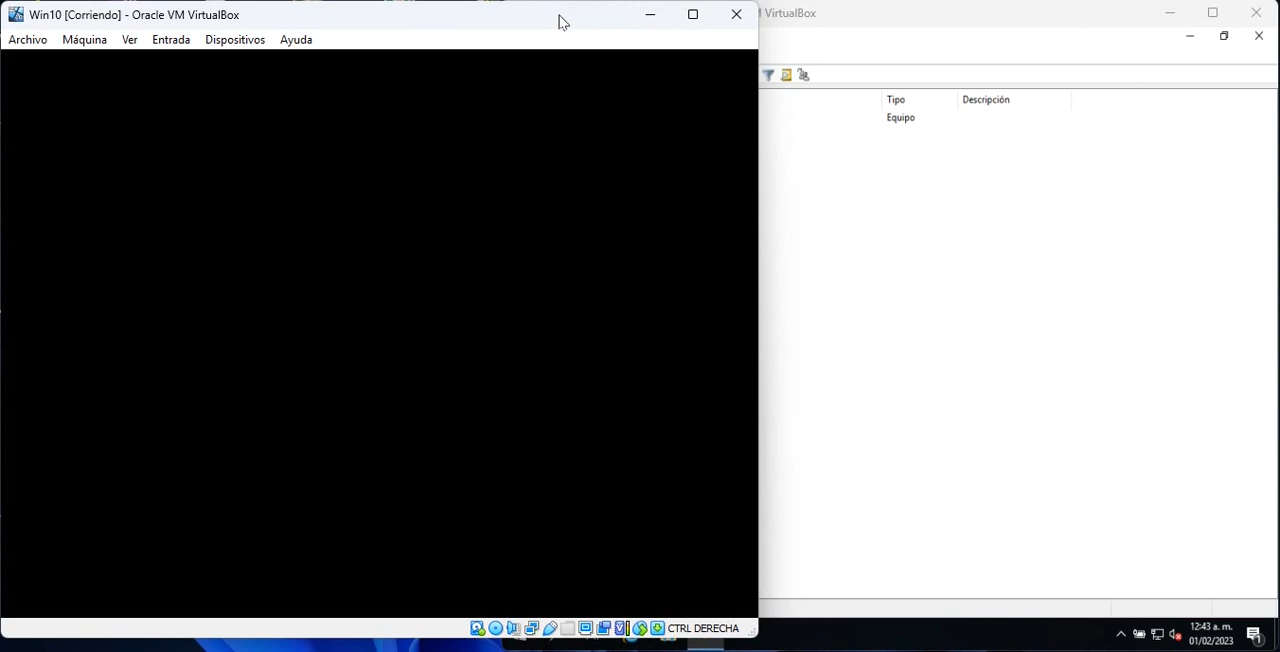 Win10 [Corriendo] - Oracle VM VirtualBox
Archivo Máquina Ver Entrada Dispositivos Ayuda
CTRL DERECHA
VirtualBox
Tipo Descripción
Equipo
12:43 a. m.
01/02/2023
1